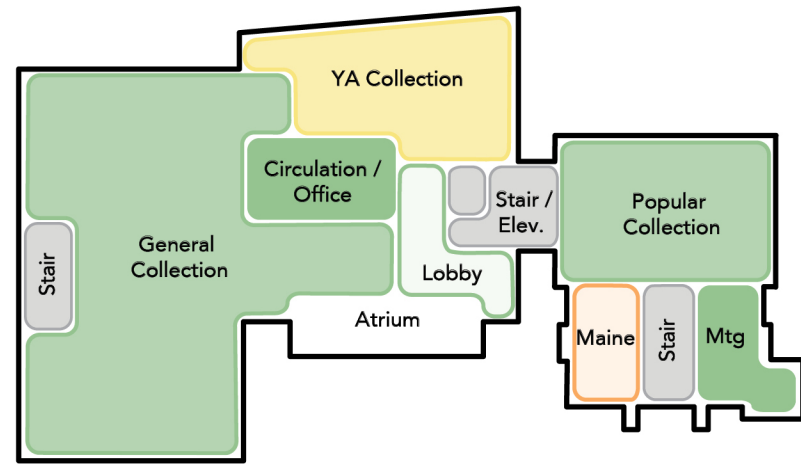 YA Collection
Circulation /
Office
Stair /
Elev.
Popular
Collection
General
Collection
Stair
Lobby
Atrium
Maine
Stair
Mtg